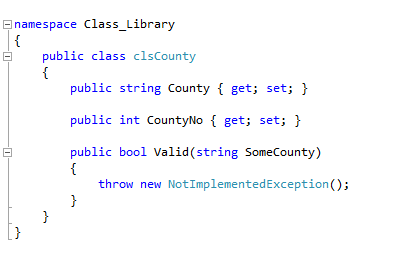 namespace Class_Library
{
public class clsCounty
{
public string County { get; set; }
public int CountyNo { get; set; }
public bool Valid(string SomeCounty)
{
throw new NotImplementedException();
}
}
}